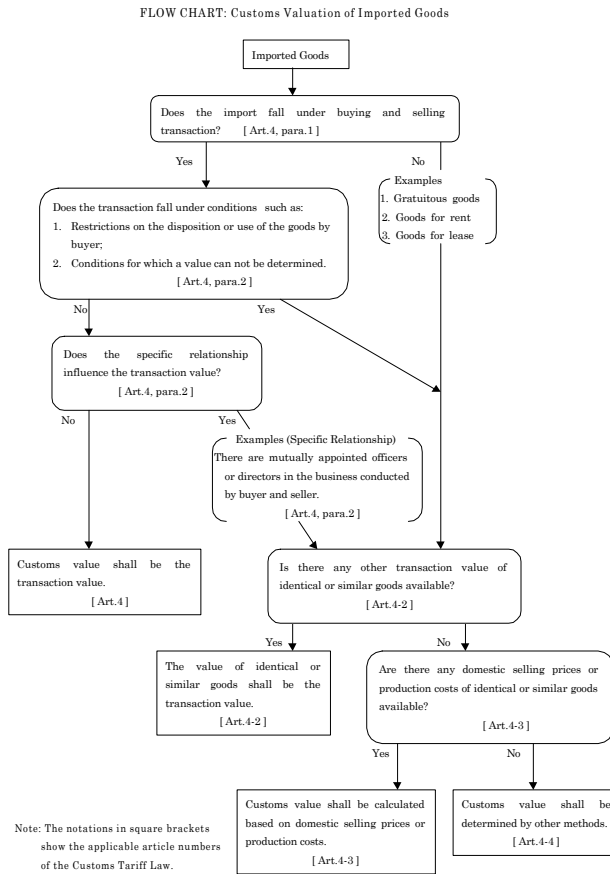 FLOW CHART: Customs Valuation of Imported Goods
Imported Goods
Does the import fall under buying and selling
transaction? [ Art.4, para.1 ]
Yes
No
Examples
1. Gratuitous goods
2. Goods for rent
3. Goods for lease
Does the transaction fall under conditions such as:
1. Restrictions on the disposition or use of the goods by
buyer;
2. Conditions for which a value can not be determined.
[ Art.4, para.2 ]
No
Yes
Does the specific relationship
influence the transaction value?
[ Art.4, para.2 ]
No
Yes
Examples (Specific Relationship)
There are mutually appointed officers
or directors in the business conducted
by buyer and seller.
[ Art.4, para.2 ]
Customs value shall be the
transaction value.
[ Art.4 ]
Is there any other transaction value of
identical or similar goods available?
[ Art.4-2 ]
Yes
No
The value of identical or
similar goods shall be the
transaction value.
[ Art.4-2 ]
Are there any domestic selling prices or
production costs of identical or similar goods
available?
[ Art.4-3 ]
Yes
No
Customs value shall be calculated
based on domestic selling prices or
production costs.
[ Art.4-3 ]
Customs value shall be
determined by other methods.
[ Art.4-4 ]
Note: The notations in square brackets
show the applicable article numbers
of the Customs Tariff Law.